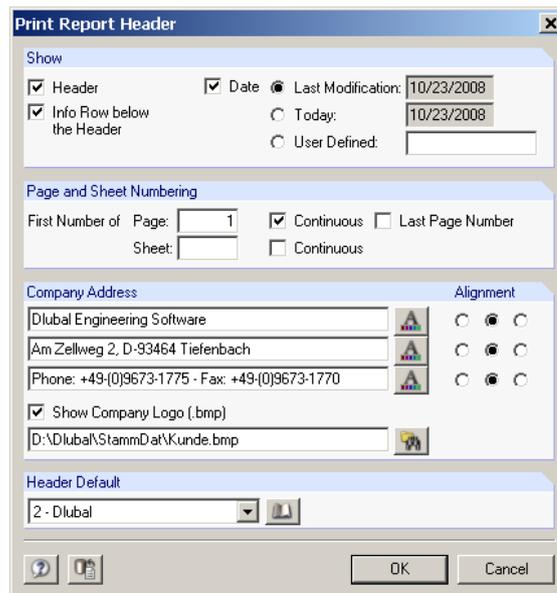 Print Report Header
Show
Header
Date
Last Modification: 10/23/2008
Info Row below
the Header
Today: 10/23/2008
User Defined:
Page and Sheet Numbering
First Number of Page: 1 Continuous Last Page Number
Sheet: Continuous
Company Address Alignment
Dlubal Engineering Software
Am Zellweg 2, D-93464 Tiefenbach
Phone: +49-(0)9673-1775 - Fax: +49-(0)9673-1770
Show Company Logo (.bmp)
D:\Dlubal\StammDat\Kunde.bmp
Header Default
2 - Dlubal
OK Cancel